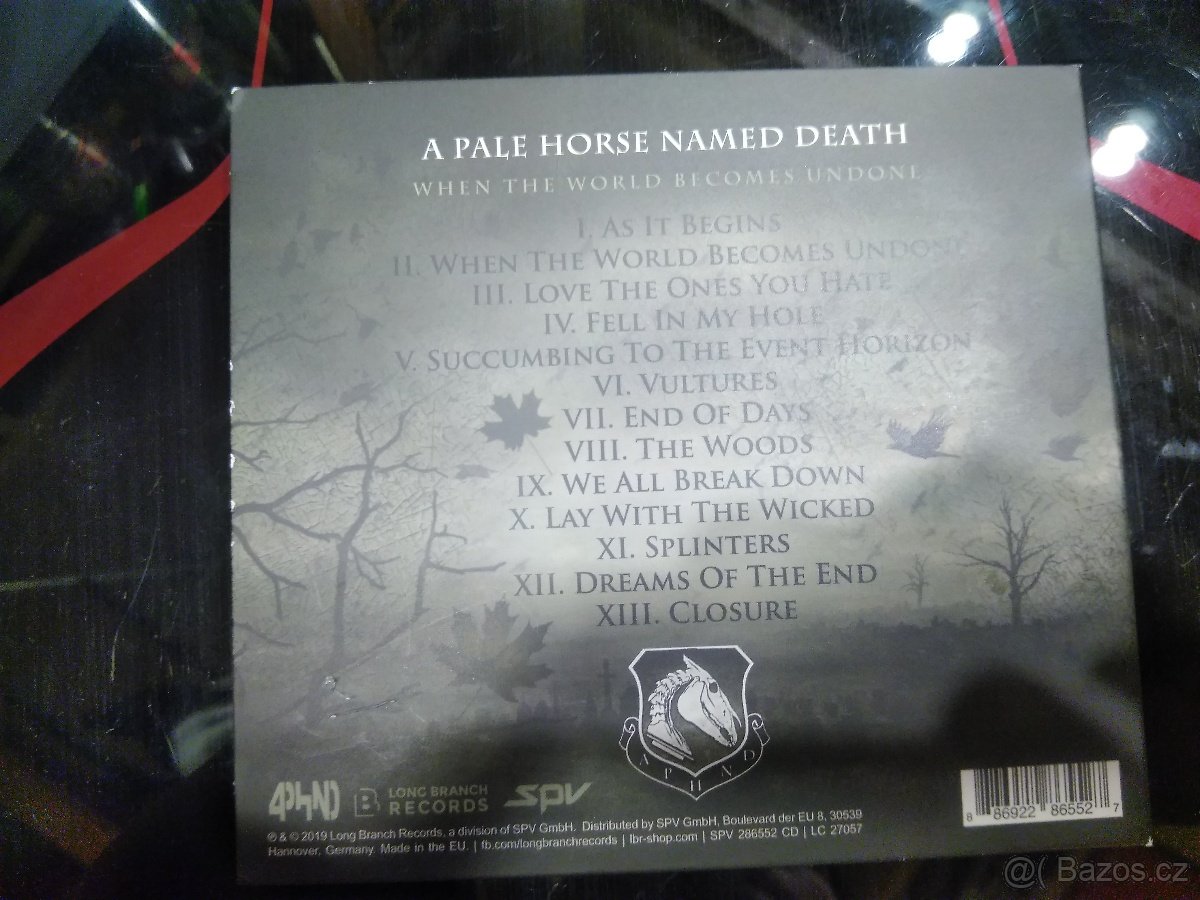 A PALE HORSE NAMED DEATH
WHEN THE WORLD BECOMES UNDONE
I. AS IT BEGINS
II. WHEN THE WORLD BECOMES UNDONE
III. LOVE THE ONES YOU HATE
IV. FELL IN MY HOLE
V. SUCCUMBING TO THE EVENT HORIZON
VI. VULTURES
VII. END OF DAYS
VIII. THE WOODS
IX. WE ALL BREAK DOWN
X. LAY WITH THE WICKED
XI. SPLINTERS
XII. DREAMS OF THE END
XIII. CLOSURE
APHND
APHND B LONG BRANCH RECORDS SPV
℗ & © 2019 Long Branch Records, a division of SPV GmbH. Distributed by SPV GmbH, Boulevard der EU 8, 30539
Hannover, Germany. Made in the EU. | fb.com/longbranchrecords | lbr-shop.com | SPV 286552 CD | LC 27057
8 86922 86552 7
@( Bazos.cz